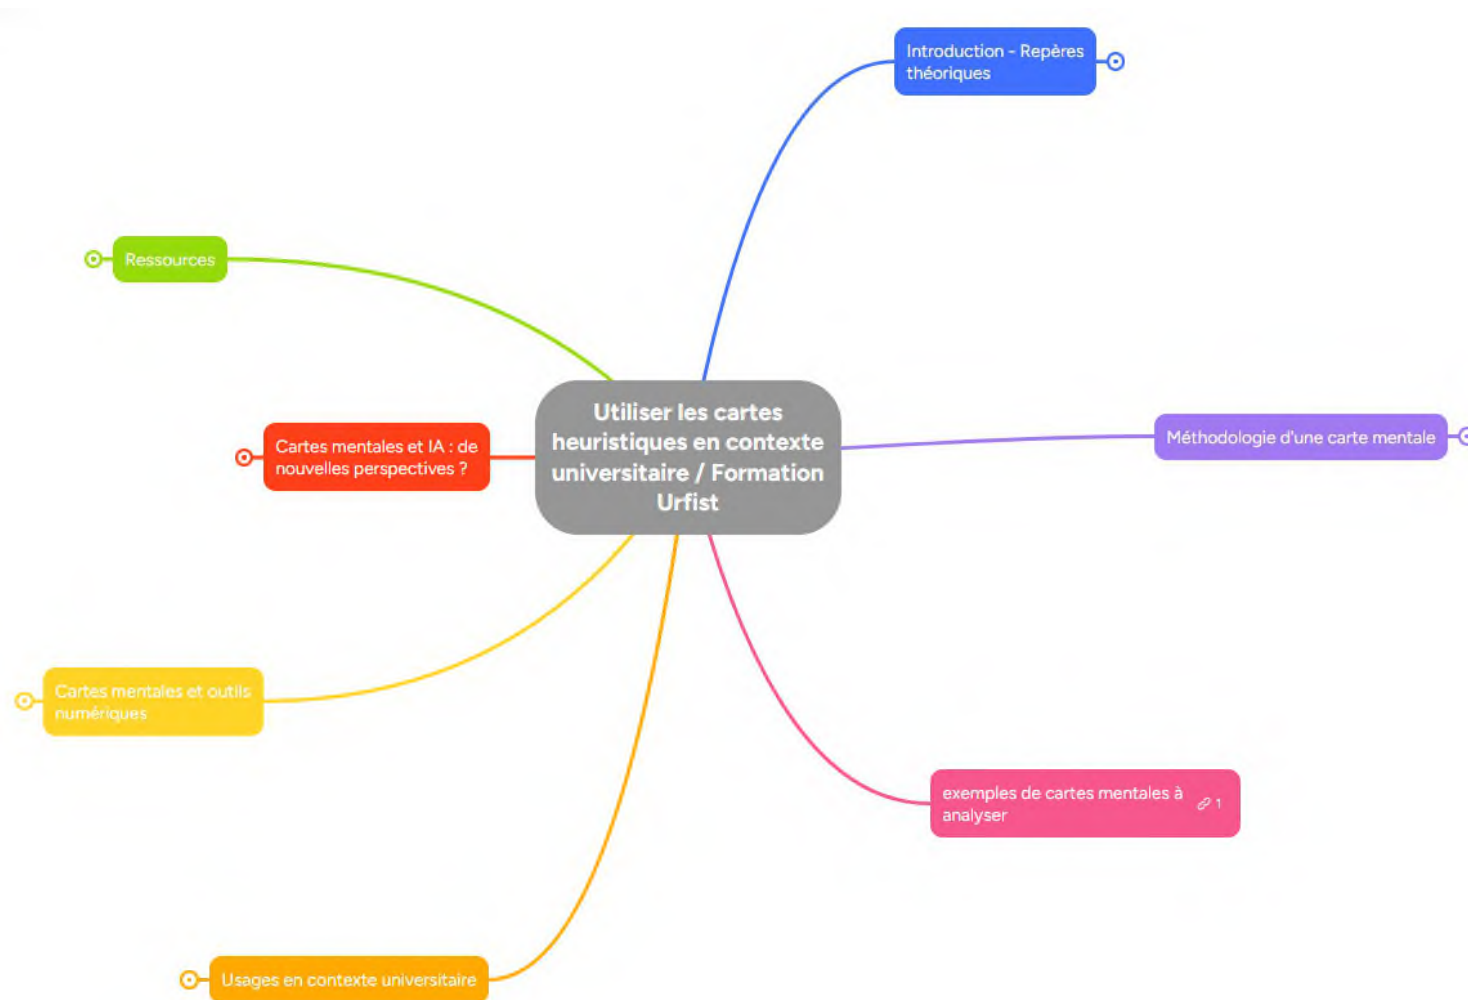 Introduction - Repères
théoriques
Ressources
Utiliser les cartes
heuristiques en contexte
universitaire / Formation
Urfist
Cartes mentales et IA : de
nouvelles perspectives ?
Méthodologie d'une carte mentale
Cartes mentales et outils
numériques
exemples de cartes mentales à
analyser
1
Usages en contexte universitaire